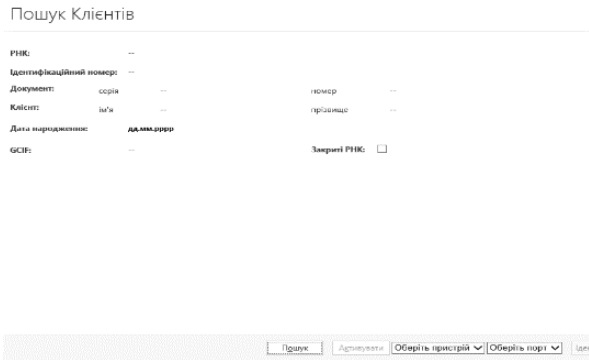 Пошук Клієнтів
РНК: --
Ідентифікаційний номер: --
Документ: серія -- номер --
Клієнт: ім'я -- прізвище --
Дата народження: дд.мм.рррр
GCIF: -- Закриті РНК:
Пошук Активувати Оберіть пристрій Оберіть порт Іде